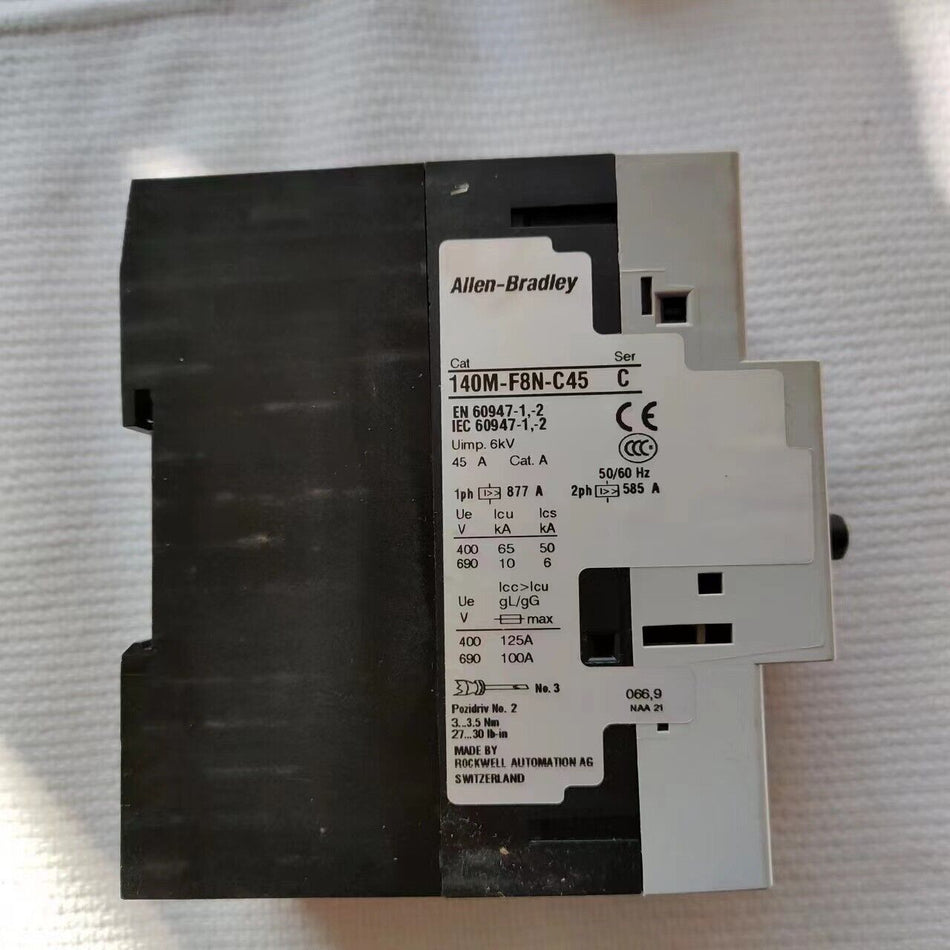 Allen-Bradley
Cat Ser
140M-F8N-C45 C
EN 60947-1,-2
IEC 60947-1,-2
CE
Uimp. 6kV
CCC
45 A Cat. A
50/60 Hz
1ph I>> 877 A 2ph I>> 585 A
Ue Icu Ics
V kA kA
400 65 50
690 10 6
Icc>Icu
Ue gL/gG
V max
400 125A
690 100A
No. 3
Pozidriv No. 2
3...3.5 Nm
27...30 lb-in
066,9
NAA 21
MADE BY
ROCKWELL AUTOMATION AG
SWITZERLAND